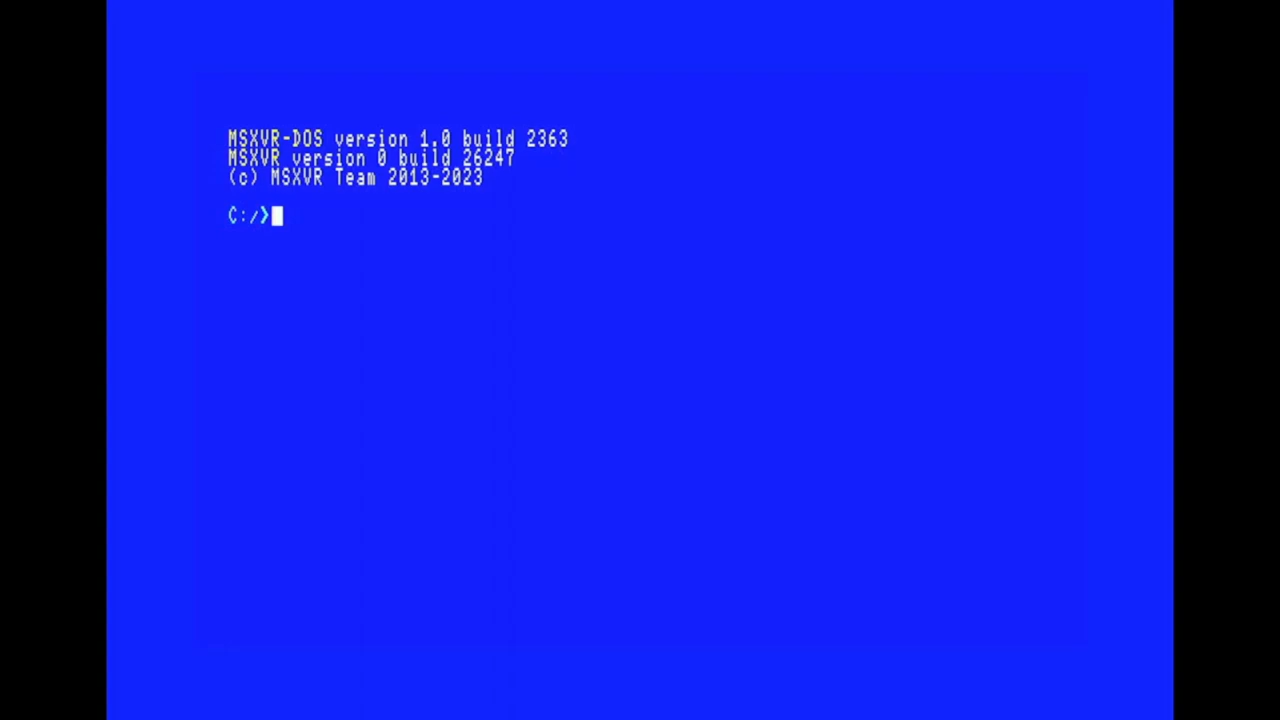 MSXVR-DOS version 1.0 build 2363
MSXVR version 0 build 26247
(c) MSXVR Team 2013-2023
C:/>